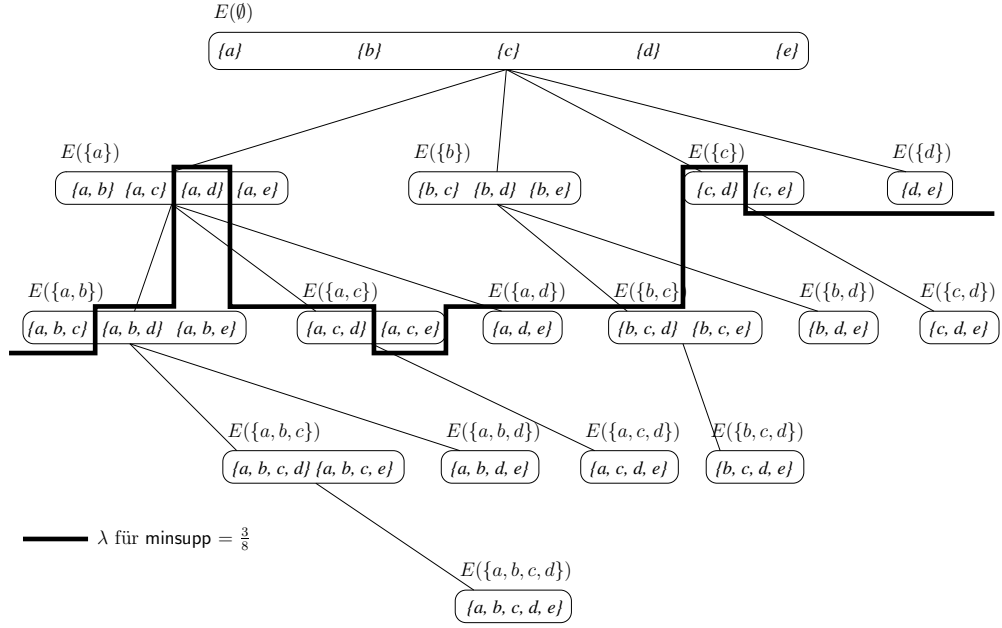 E(∅)
{a} {b} {c} {d} {e}
E({a}) E({b}) E({c}) E({d})
{a, b} {a, c} {a, d} {a, e} {b, c} {b, d} {b, e} {c, d} {c, e} {d, e}
E({a, b}) E({a, c}) E({a, d}) E({b, c}) E({b, d}) E({c, d})
{a, b, c} {a, b, d} {a, b, e} {a, c, d} {a, c, e} {a, d, e} {b, c, d} {b, c, e} {b, d, e} {c, d, e}
E({a, b, c}) E({a, b, d}) E({a, c, d}) E({b, c, d})
{a, b, c, d} {a, b, c, e} {a, b, d, e} {a, c, d, e} {b, c, d, e}
λ für minsupp = 3/8
E({a, b, c, d})
{a, b, c, d, e}